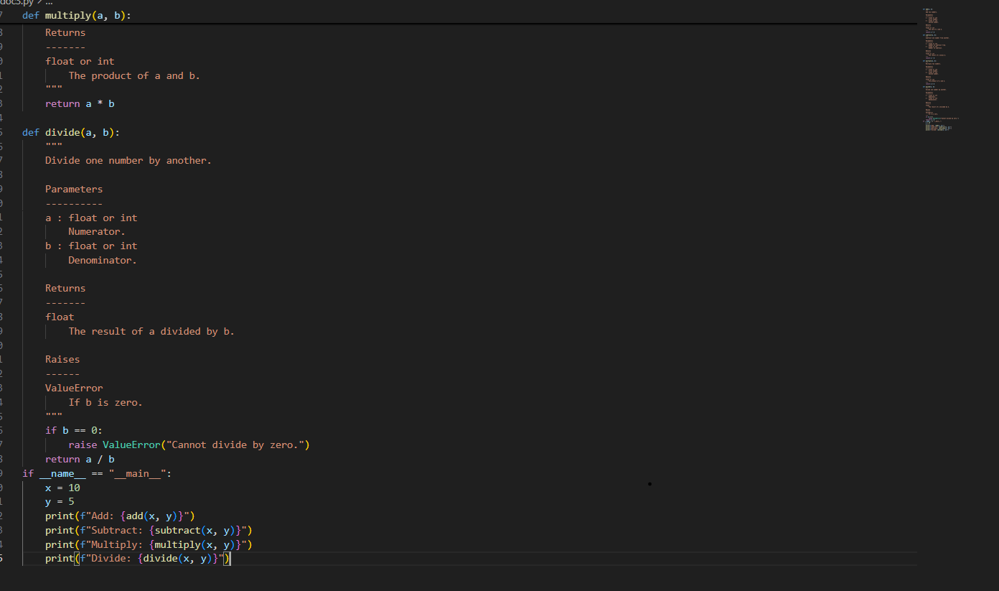 doc5.py > ...
def multiply(a, b):
    Returns
    -------
    float or int
        The product of a and b.
    """
    return a * b

def divide(a, b):
    """
    Divide one number by another.

    Parameters
    ----------
    a : float or int
        Numerator.
    b : float or int
        Denominator.

    Returns
    -------
    float
        The result of a divided by b.

    Raises
    ------
    ValueError
        If b is zero.
    """
    if b == 0:
        raise ValueError("Cannot divide by zero.")
    return a / b
if __name__ == "__main__":
    x = 10
    y = 5
    print(f"Add: {add(x, y)}")
    print(f"Subtract: {subtract(x, y)}")
    print(f"Multiply: {multiply(x, y)}")
    print(f"Divide: {divide(x, y)}")